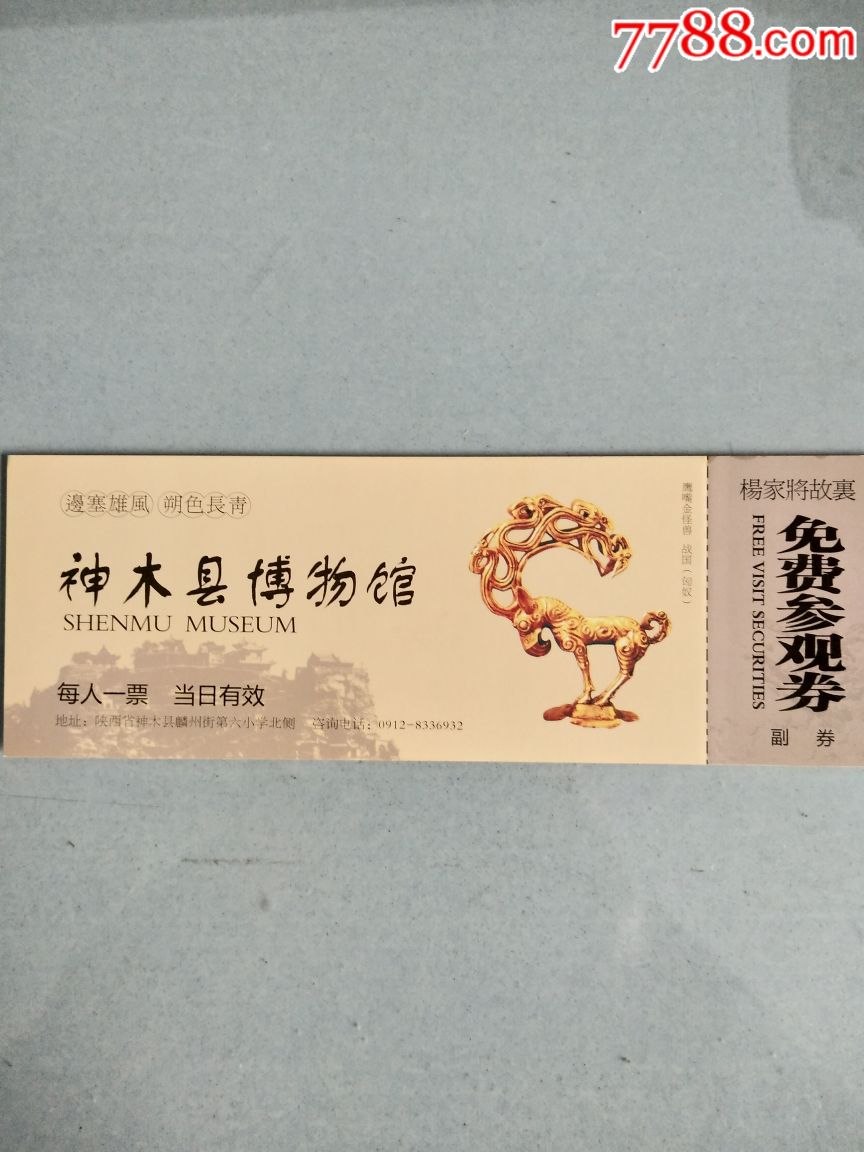 7788.com
邊塞雄風 朔色長青
神木县博物馆
SHENMU MUSEUM
每人一票 当日有效
地址：陕西省神木县麟州街第六小学北侧 咨询电话：0912-8336932
鹰嘴金怪兽 战国（匈奴）
楊家將故裏
免费参观券
FREE VISIT SECURITIES
副 券